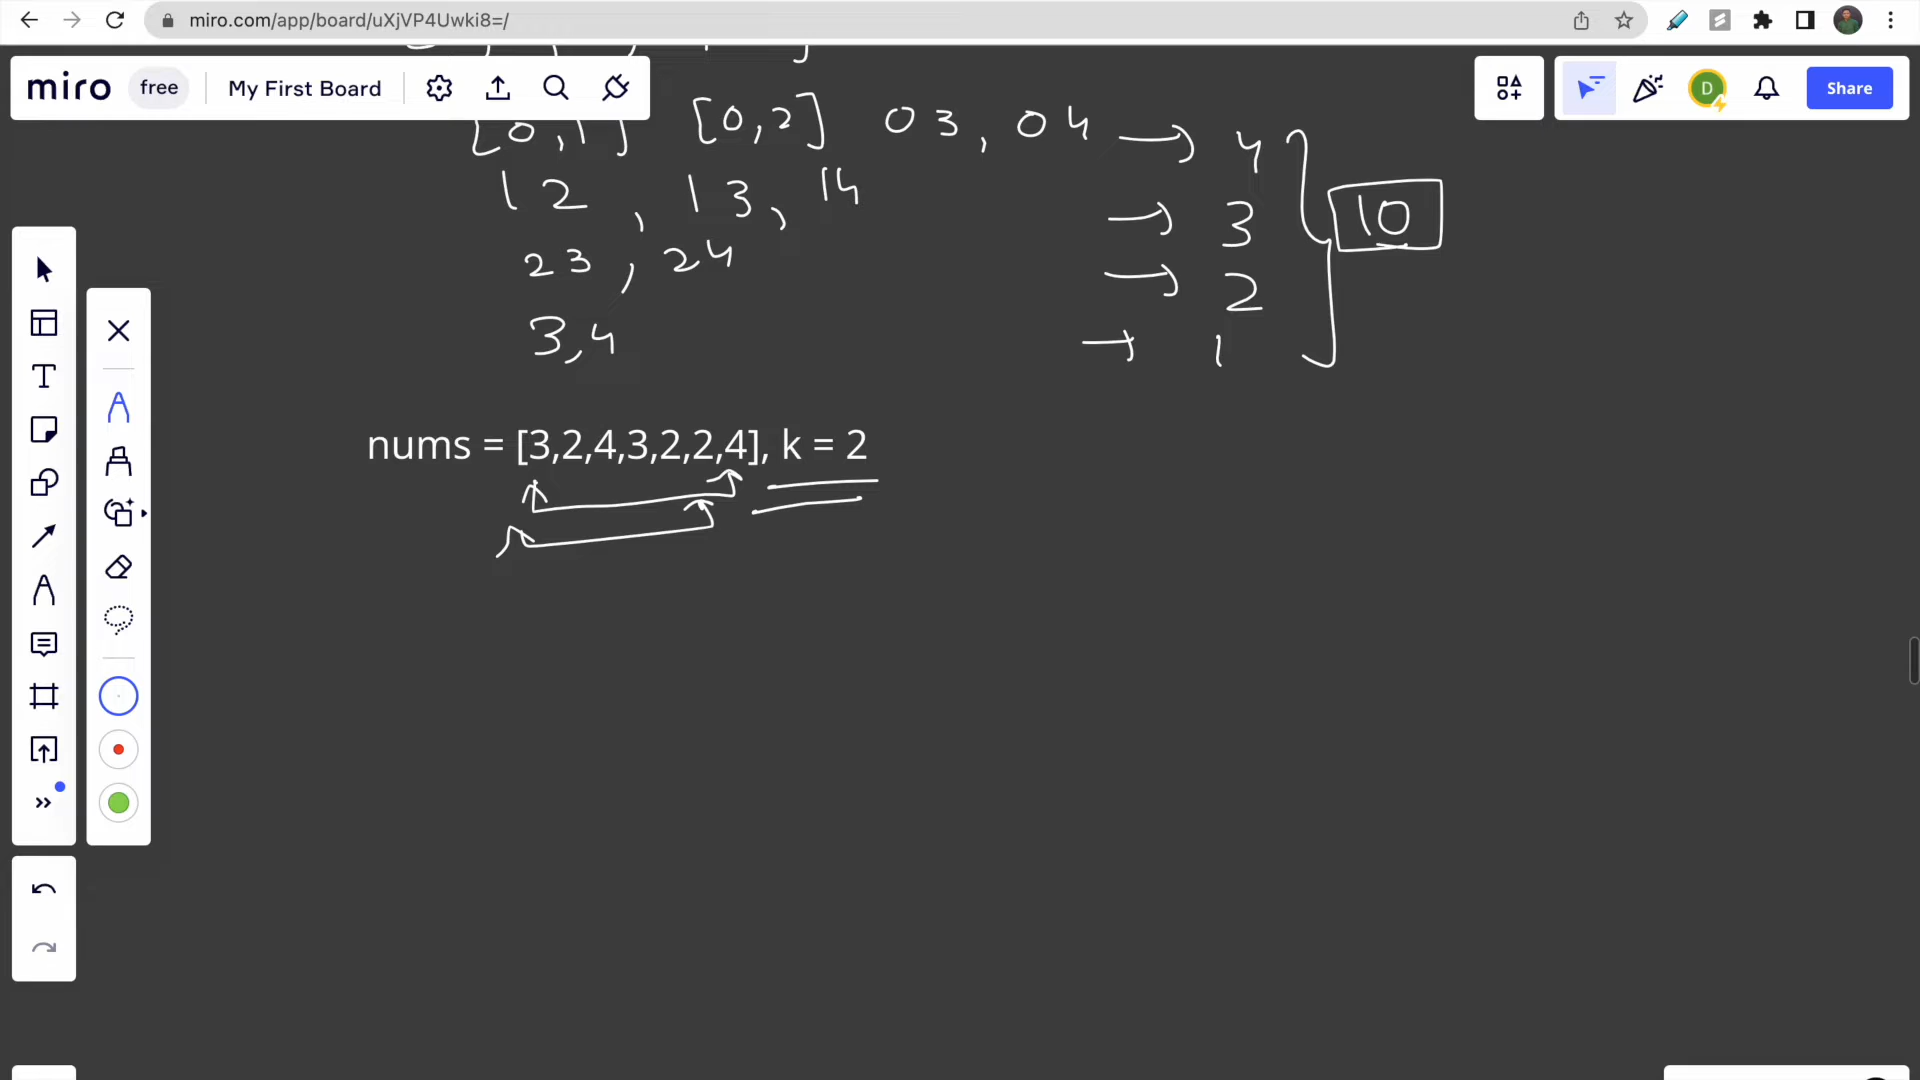 miro.com/app/board/uXjVP4Uwki8=/
miro free My First Board D Share
[0,1] [0,2] 03, 04 → 4
12, 13, 14 → 3
10
23, 24 → 2
3,4 → 1
nums = [3,2,4,3,2,2,4], k = 2